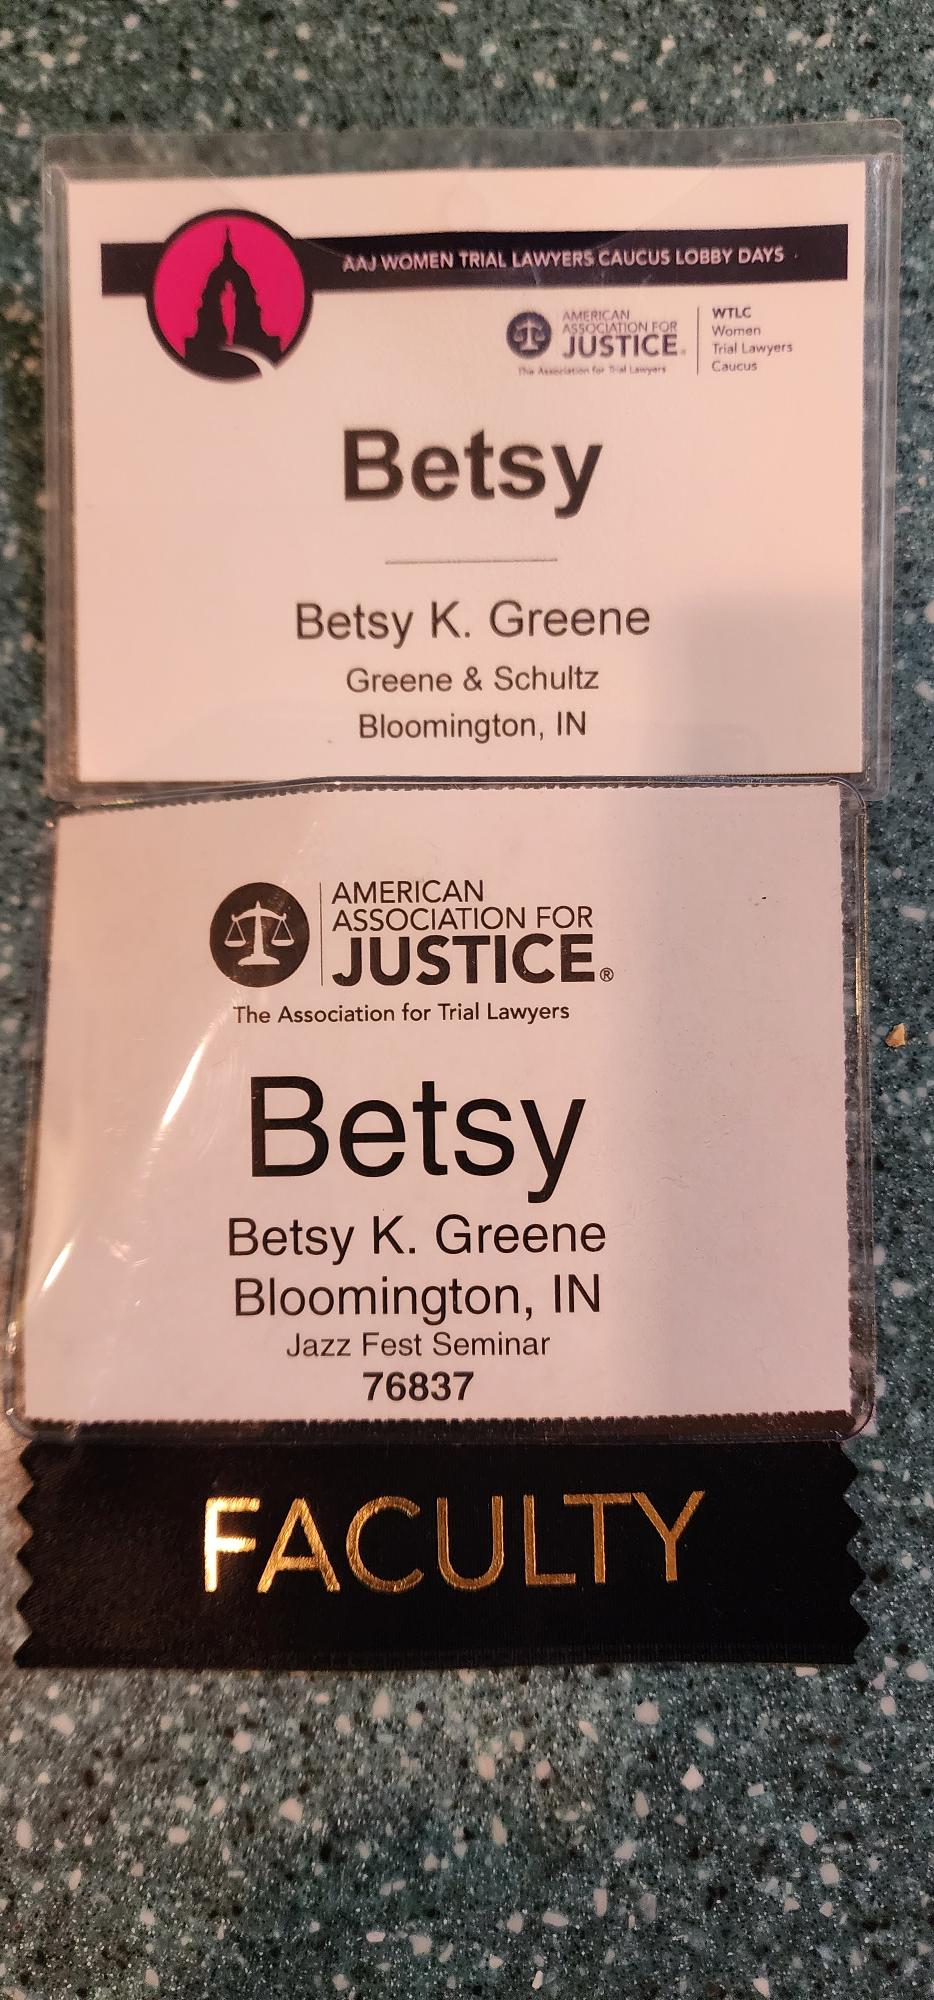 AAJ WOMEN TRIAL LAWYERS CAUCUS LOBBY DAYS
AMERICAN
ASSOCIATION FOR
JUSTICE®
The Association for Trial Lawyers
WTLC
Women
Trial Lawyers
Caucus
Betsy
Betsy K. Greene
Greene & Schultz
Bloomington, IN
AMERICAN
ASSOCIATION FOR
JUSTICE®
The Association for Trial Lawyers
Betsy
Betsy K. Greene
Bloomington, IN
Jazz Fest Seminar
76837
FACULTY